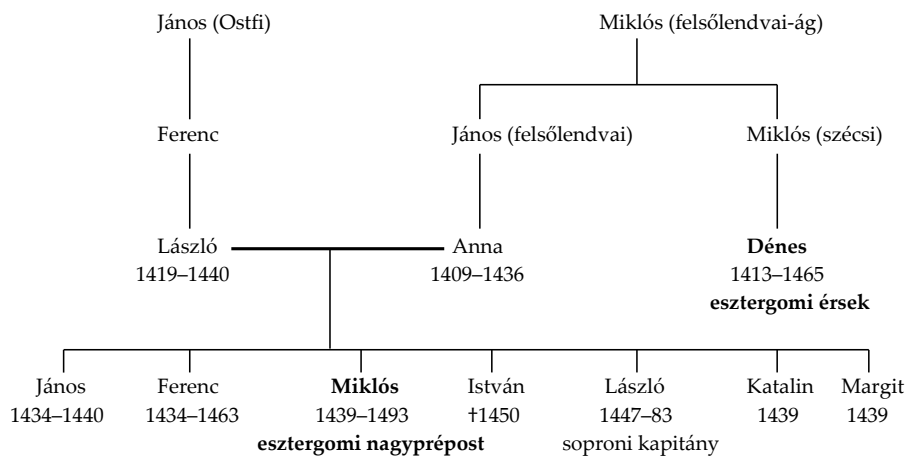 János (Ostfi) Miklós (felsőlendvai-ág)
Ferenc János (felsőlendvai) Miklós (szécsi)
László Anna Dénes
1419–1440 1409–1436 1413–1465
esztergomi érsek
János Ferenc Miklós István László Katalin Margit
1434–1440 1434–1463 1439–1493 †1450 1447–83 1439 1439
esztergomi nagyprépost soproni kapitány